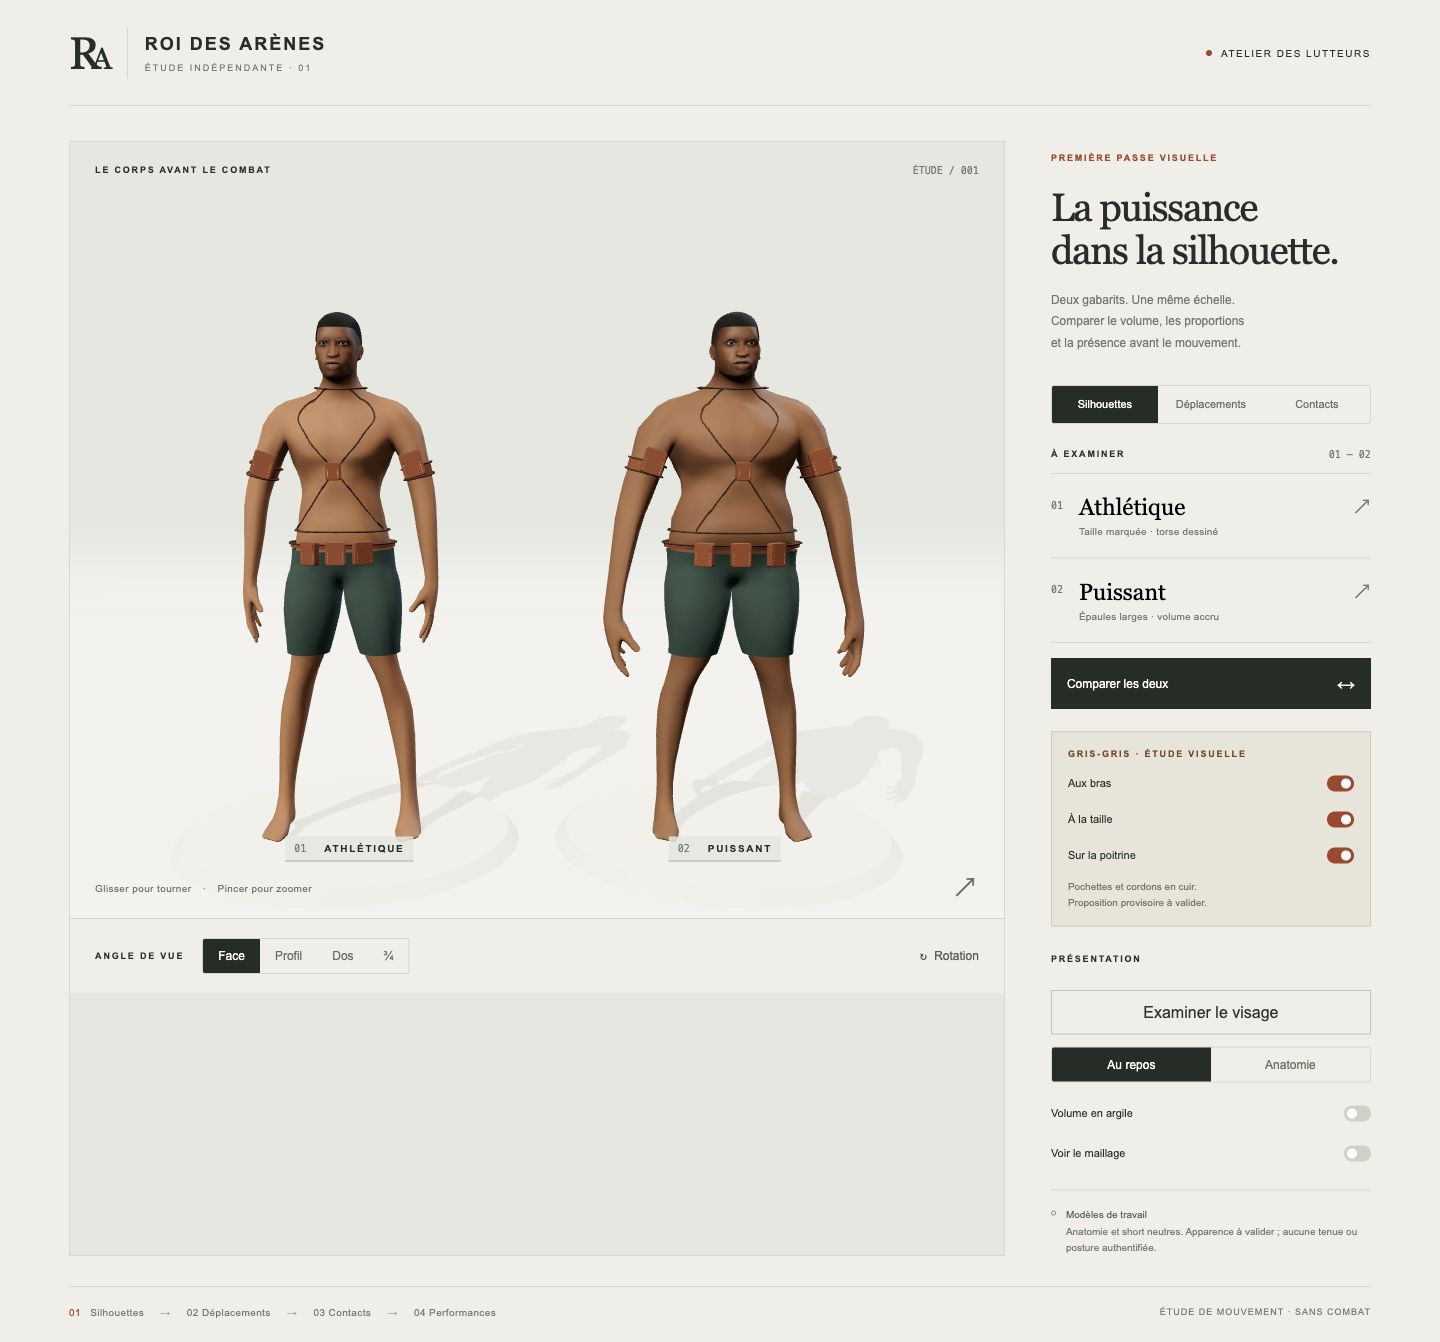 RA
ROI DES ARÈNES
ÉTUDE INDÉPENDANTE · 01
ATELIER DES LUTTEURS
LE CORPS AVANT LE COMBAT
ÉTUDE / 001
01 ATHLÉTIQUE
02 PUISSANT
Glisser pour tourner · Pincer pour zoomer
ANGLE DE VUE
Face
Profil
Dos
¾
↻ Rotation
PREMIÈRE PASSE VISUELLE
La puissance
dans la silhouette.
Deux gabarits. Une même échelle.
Comparer le volume, les proportions
et la présence avant le mouvement.
Silhouettes
Déplacements
Contacts
À EXAMINER
01 — 02
01 Athlétique
Taille marquée · torse dessiné
02 Puissant
Épaules larges · volume accru
Comparer les deux
GRIS-GRIS · ÉTUDE VISUELLE
Aux bras
À la taille
Sur la poitrine
Pochettes et cordons en cuir.
Proposition provisoire à valider.
PRÉSENTATION
Examiner le visage
Au repos
Anatomie
Volume en argile
Voir le maillage
Modèles de travail
Anatomie et short neutres. Apparence à valider ; aucune tenue ou
posture authentifiée.
01 Silhouettes → 02 Déplacements → 03 Contacts → 04 Performances
ÉTUDE DE MOUVEMENT · SANS COMBAT